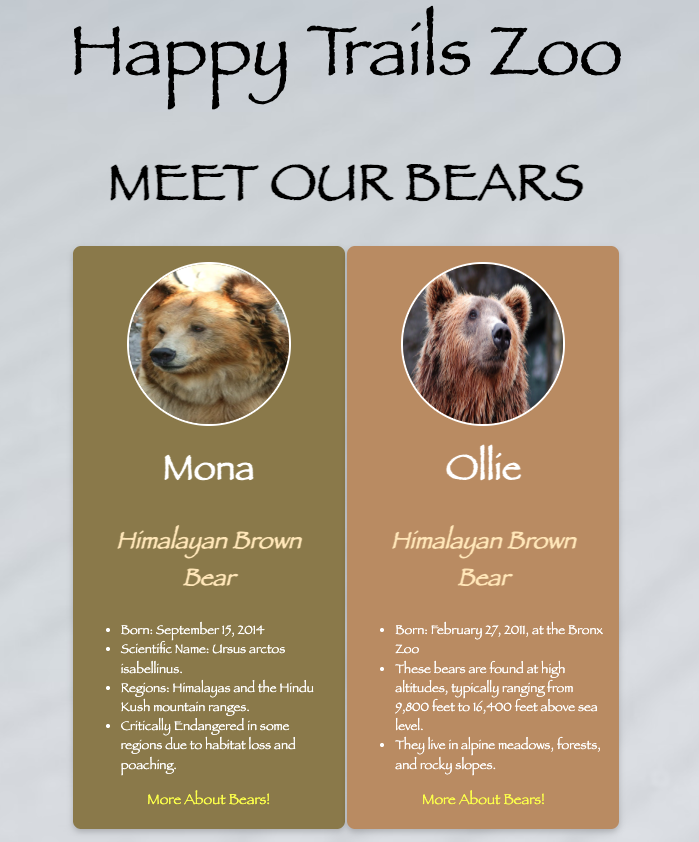 Happy Trails Zoo
MEET OUR BEARS
Mona
Himalayan Brown
Bear
• Born: September 15, 2014
• Scientific Name: Ursus arctos
isabellinus.
• Regions: Himalayas and the Hindu
Kush mountain ranges.
• Critically Endangered in some
regions due to habitat loss and
poaching.
More About Bears!
Ollie
Himalayan Brown
Bear
• Born: February 27, 2011, at the Bronx
Zoo
• These bears are found at high
altitudes, typically ranging from
9,800 feet to 16,400 feet above sea
level.
• They live in alpine meadows, forests,
and rocky slopes.
More About Bears!